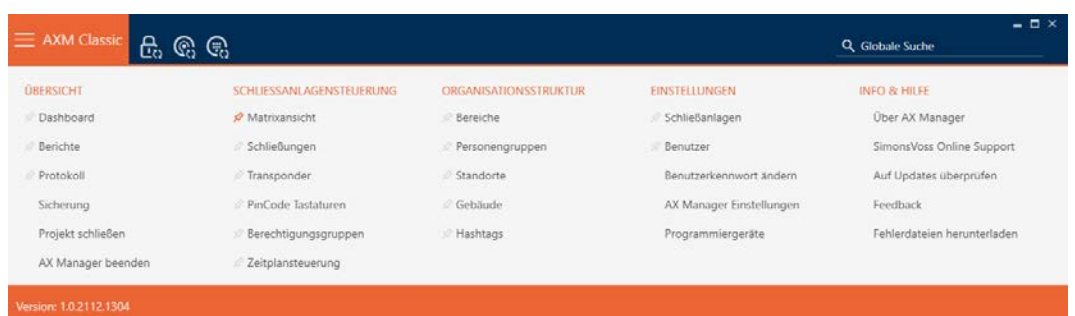 AXM Classic
Globale Suche
ÜBERSICHT
Dashboard
Berichte
Protokoll
Sicherung
Projekt schließen
AX Manager beenden
SCHLIESSANLAGENSTEUERUNG
Matrixansicht
Schließungen
Transponder
PinCode Tastaturen
Berechtigungsgruppen
Zeitplansteuerung
ORGANISATIONSSTRUKTUR
Bereiche
Personengruppen
Standorte
Gebäude
Hashtags
EINSTELLUNGEN
Schließanlagen
Benutzer
Benutzerkennwort ändern
AX Manager Einstellungen
Programmiergeräte
INFO & HILFE
Über AX Manager
SimonsVoss Online Support
Auf Updates überprüfen
Feedback
Fehlerdateien herunterladen
Version: 1.0.2112.1304